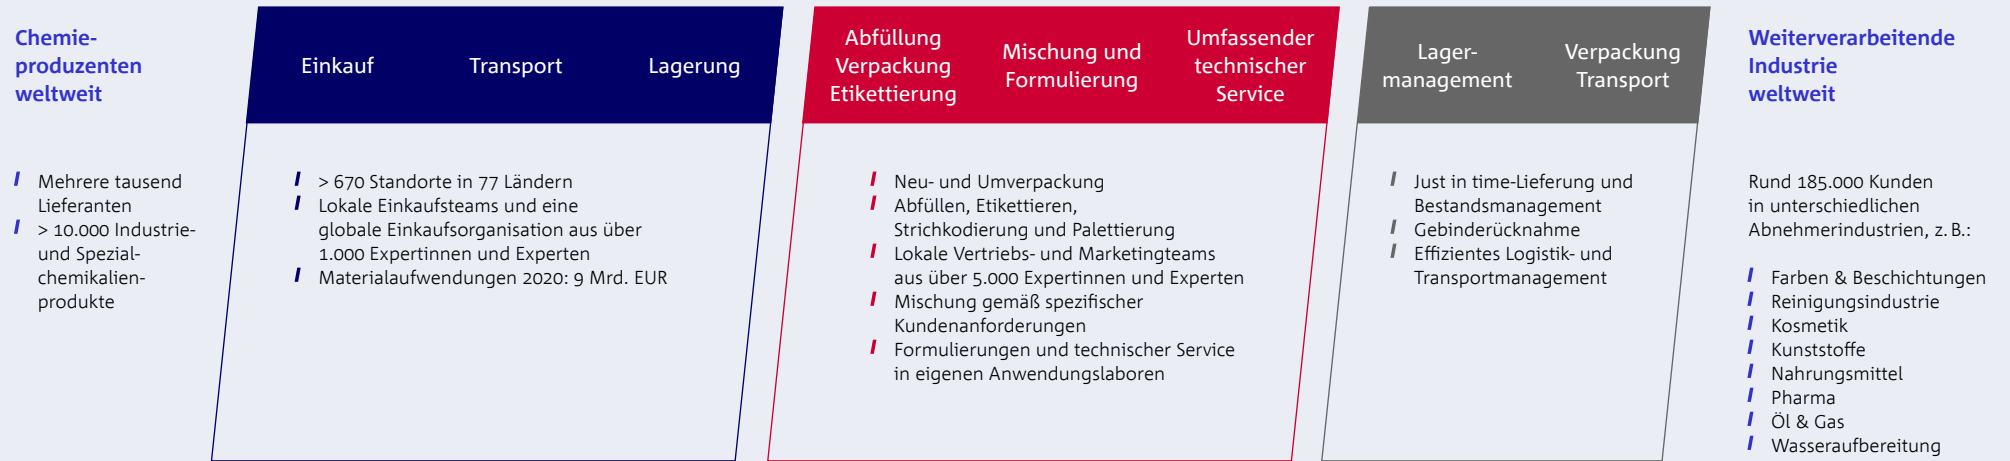 Chemie-
produzenten
weltweit
Mehrere tausend
Lieferanten
> 10.000 Industrie-
und Spezial-
chemikalien-
produkte
Einkauf
Transport
Lagerung
> 670 Standorte in 77 Ländern
Lokale Einkaufsteams und eine
globale Einkaufsorganisation aus über
1.000 Expertinnen und Experten
Materialaufwendungen 2020: 9 Mrd. EUR
Abfüllung
Verpackung
Etikettierung
Mischung und
Formulierung
Umfassender
technischer
Service
Neu- und Umverpackung
Abfüllen, Etikettieren,
Strichkodierung und Palettierung
Lokale Vertriebs- und Marketingteams
aus über 5.000 Expertinnen und Experten
Mischung gemäß spezifischer
Kundenanforderungen
Formulierungen und technischer Service
in eigenen Anwendungslaboren
Lager-
management
Verpackung
Transport
Just in time-Lieferung und
Bestandsmanagement
Gebinderücknahme
Effizientes Logistik- und
Transportmanagement
Weiterverarbeitende
Industrie
weltweit
Rund 185.000 Kunden
in unterschiedlichen
Abnehmerindustrien, z. B.:
Farben & Beschichtungen
Reinigungsindustrie
Kosmetik
Kunststoffe
Nahrungsmittel
Pharma
Öl & Gas
Wasseraufbereitung